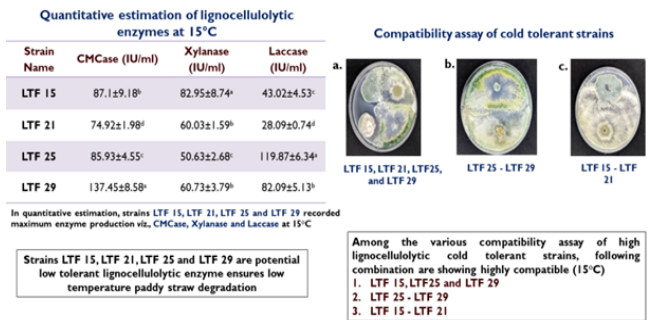 Quantitative estimation of lignocellulolytic
enzymes at 15°C
Strain Name CMCase (IU/ml) Xylanase (IU/ml) Laccase (IU/ml)
LTF 15 87.1±9.18ᵇ 82.95±8.74ᵃ 43.02±4.53ᶜ
LTF 21 74.92±1.98ᵈ 60.03±1.59ᵇ 28.09±0.74ᵈ
LTF 25 85.93±4.55ᶜ 50.63±2.68ᶜ 119.87±6.34ᵃ
LTF 29 137.45±8.58ᵃ 60.73±3.79ᵇ 82.09±5.13ᵇ
In quantitative estimation, strains LTF 15, LTF 21, LTF 25 and LTF 29 recorded
maximum enzyme production viz., CMCase, Xylanase and Laccase at 15°C
Strains LTF 15, LTF 21, LTF 25 and LTF 29 are potential
low tolerant lignocellulolytic enzyme ensures low
temperature paddy straw degradation
Compatibility assay of cold tolerant strains
a.
b.
c.
LTF 15, LTF 21, LTF25,
and LTF 29
LTF 25 - LTF 29
LTF 15 - LTF
21
Among the various compatibility assay of high
lignocellulolytic cold tolerant strains, following
combination are showing highly compatible (15°C)
1. LTF 15, LTF25 and LTF 29
2. LTF 25 - LTF 29
3. LTF 15 - LTF 21